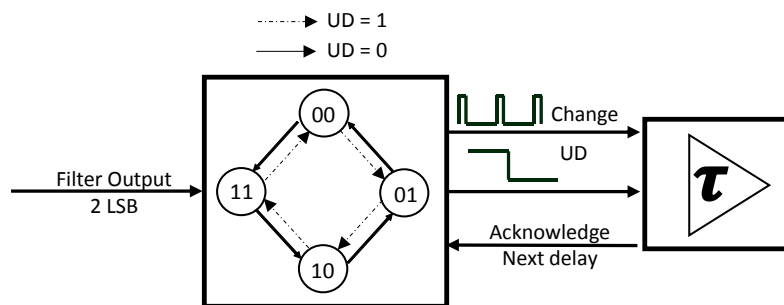 UD = 1
UD = 0
00
11
01
10
Filter Output
2 LSB
Change
UD
Acknowledge
Next delay
τ